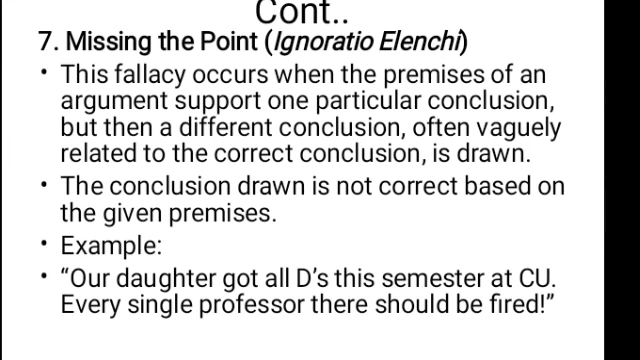 Cont..
7. Missing the Point (Ignoratio Elenchi)
• This fallacy occurs when the premises of an
argument support one particular conclusion,
but then a different conclusion, often vaguely
related to the correct conclusion, is drawn.
• The conclusion drawn is not correct based on
the given premises.
• Example:
• “Our daughter got all D’s this semester at CU.
Every single professor there should be fired!”